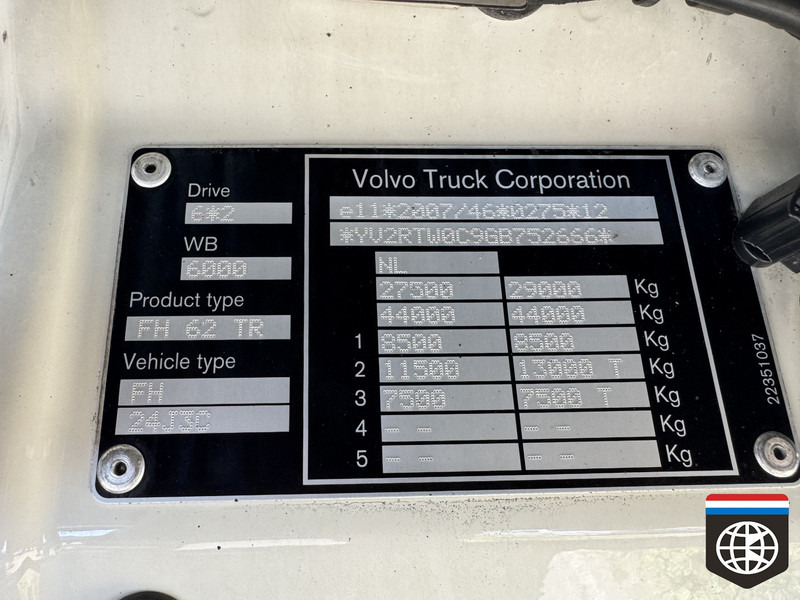 Drive
6*2
WB
6000
Product type
FH 62 TR
Vehicle type
FH
24J3C
Volvo Truck Corporation
e11*2007/46*0275*12
*YV2RTW0C9GB752666*
NL
27500 29000 Kg
44000 44000 Kg
1 8500 8500 Kg
2 11500 13000 T Kg
3 7500 7500 T Kg
4 -- -- Kg
5 -- -- Kg
22351037